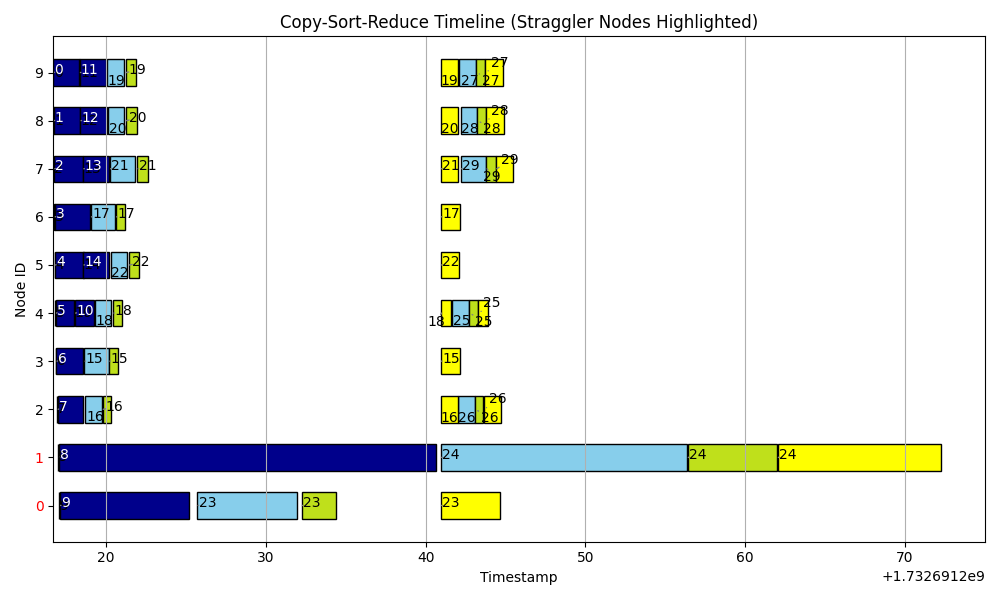 Copy-Sort-Reduce Timeline (Straggler Nodes Highlighted)
Node ID
9 0 11 19 19 19 27 27 27
8 1 12 20 20 20 28 28 28
7 2 13 21 21 21 29 29 29
6 3 17 17 17
5 4 14 22 22 22
4 5 10 18 18 18 25 25 25
3 6 15 15 15
2 7 16 16 16 26 26 26
1 8 24 24 24
0 9 23 23 23
20 30 40 50 60 70
Timestamp
+1.7326912e9